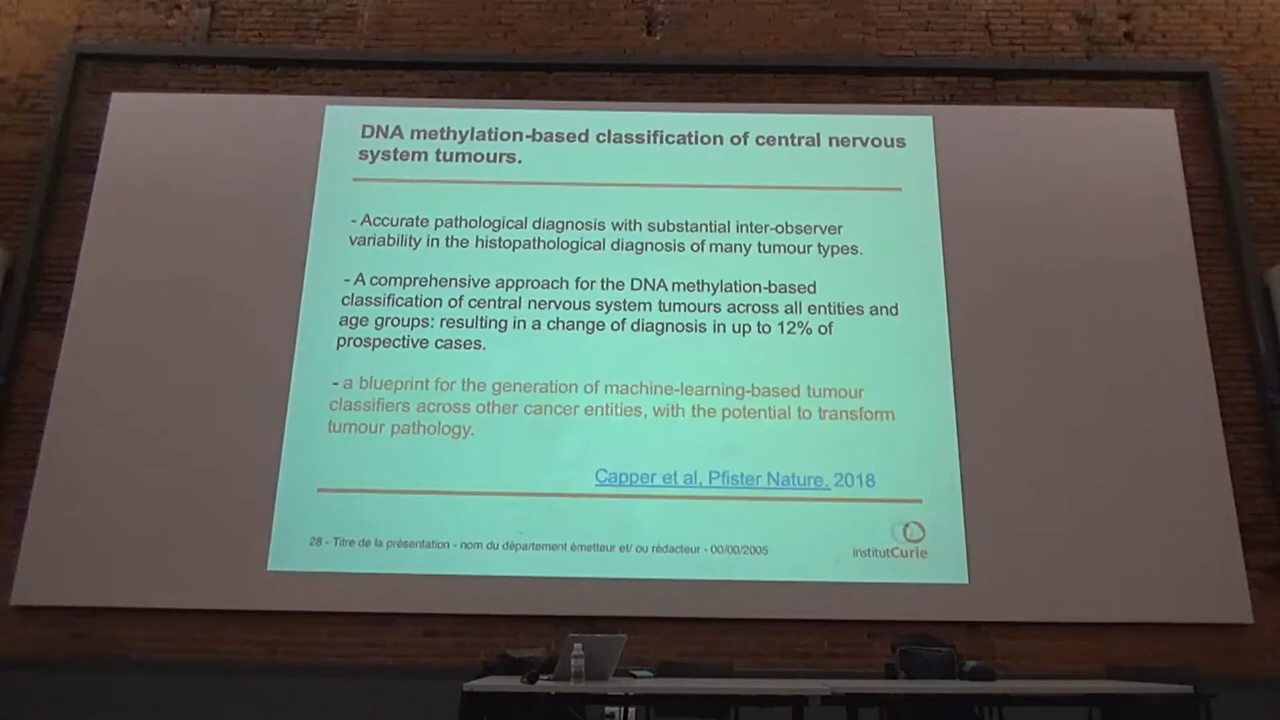 DNA methylation-based classification of central nervous
system tumours.
- Accurate pathological diagnosis with substantial inter-observer
variability in the histopathological diagnosis of many tumour types.
- A comprehensive approach for the DNA methylation-based
classification of central nervous system tumours across all entities and
age groups: resulting in a change of diagnosis in up to 12% of
prospective cases.
- a blueprint for the generation of machine-learning-based tumour
classifiers across other cancer entities, with the potential to transform
tumour pathology.
Capper et al, Pfister Nature. 2018
28 - Titre de la présentation - nom du département émetteur et/ ou rédacteur - 00/00/2005
institutCurie